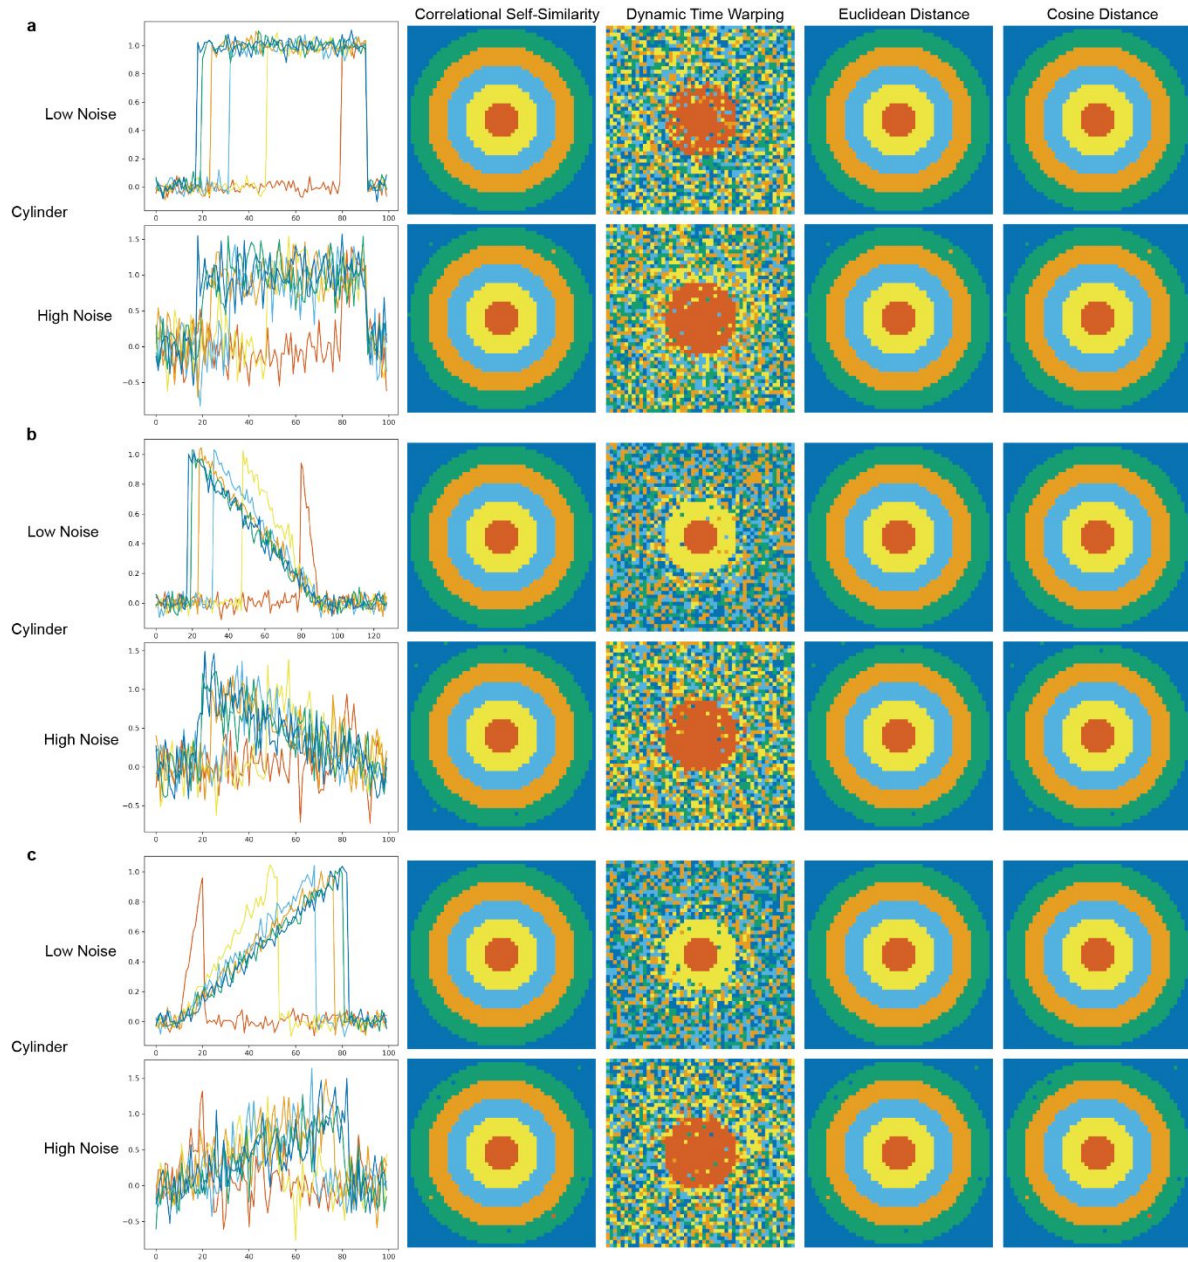 Correlational Self-Similarity Dynamic Time Warping Euclidean Distance Cosine Distance
a
1.0
0.8
0.6
0.4
0.2
0.0
0 20 40 60 80 100
Low Noise
Cylinder
1.5
1.0
0.5
0.0
−0.5
0 20 40 60 80 100
High Noise
b
1.0
0.8
0.6
0.4
0.2
0.0
0 20 40 60 80 100 120
Low Noise
Cylinder
1.5
1.0
0.5
0.0
−0.5
0 20 40 60 80 100
High Noise
c
1.0
0.8
0.6
0.4
0.2
0.0
0 20 40 60 80 100
Low Noise
Cylinder
1.5
1.0
0.5
0.0
−0.5
0 20 40 60 80 100
High Noise